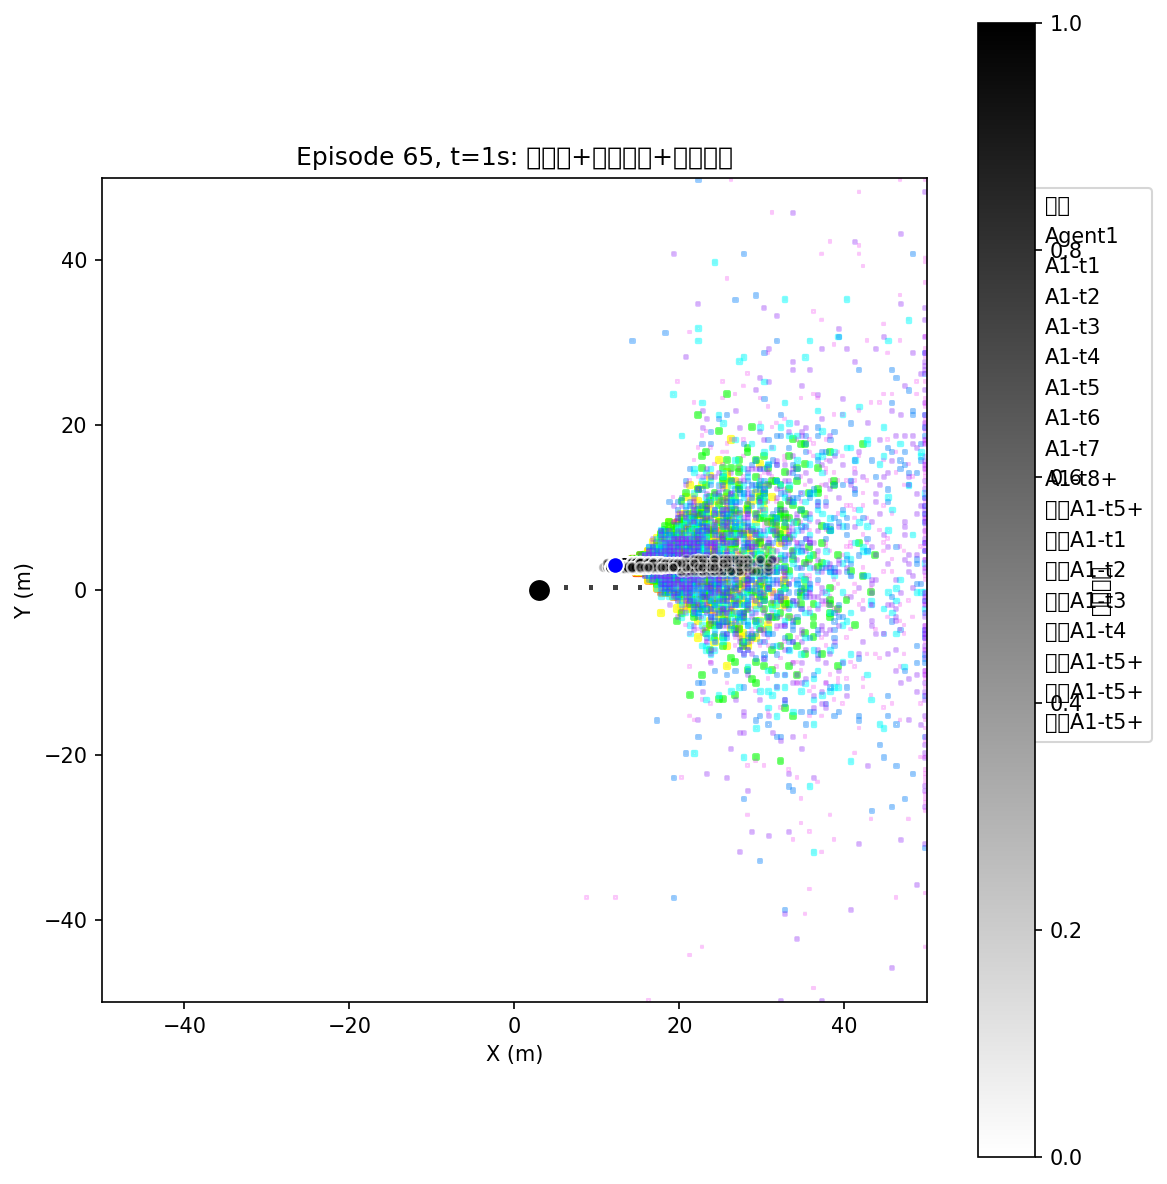 Episode 65, t=1s:
40
20
0
−20
−40
Y (m)
−40
−20
0
20
40
X (m)
1.0
0.8
0.6
0.4
0.2
0.0
Agent1
A1-t1
A1-t2
A1-t3
A1-t4
A1-t5
A1-t6
A1-t7
A1-t8+
A1-t5+
A1-t1
A1-t2
A1-t3
A1-t4
A1-t5+
A1-t5+
A1-t5+